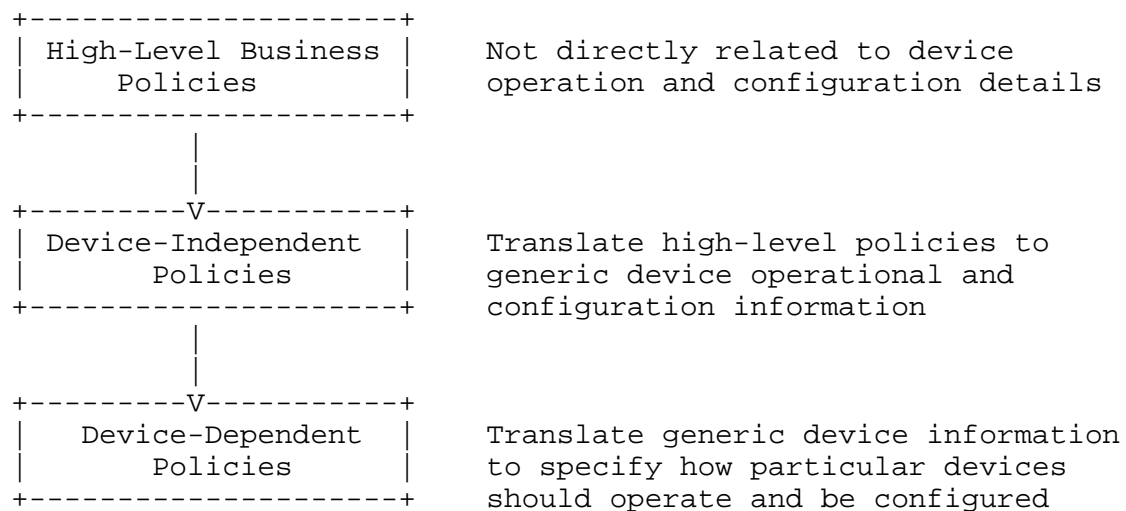 +---------------------+
| High-Level Business |    Not directly related to device
|     Policies        |    operation and configuration details
+---------------------+
          |
          |
+---------V-----------+
| Device-Independent  |    Translate high-level policies to
|       Policies      |    generic device operational and
+---------------------+    configuration information
          |
          |
+---------V-----------+
|   Device-Dependent  |    Translate generic device information
|       Policies      |    to specify how particular devices
+---------------------+    should operate and be configured